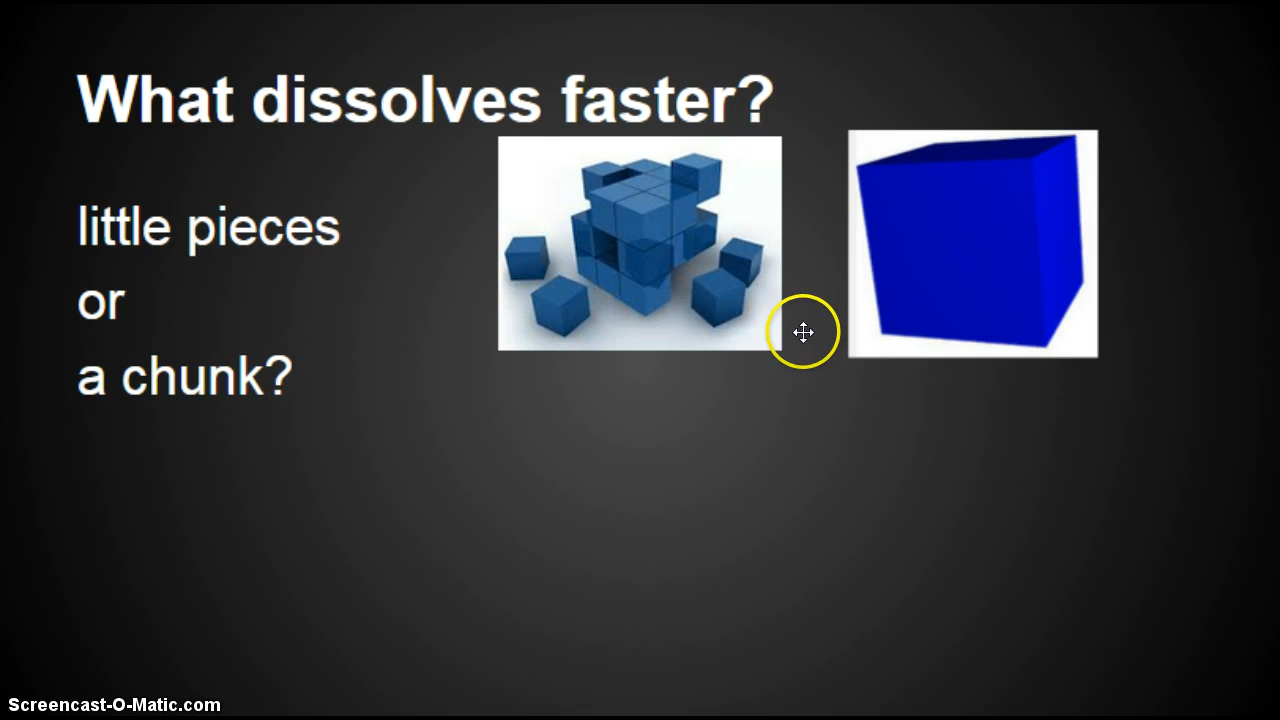 What dissolves faster?
little pieces
or
a chunk?
Screencast-O-Matic.com